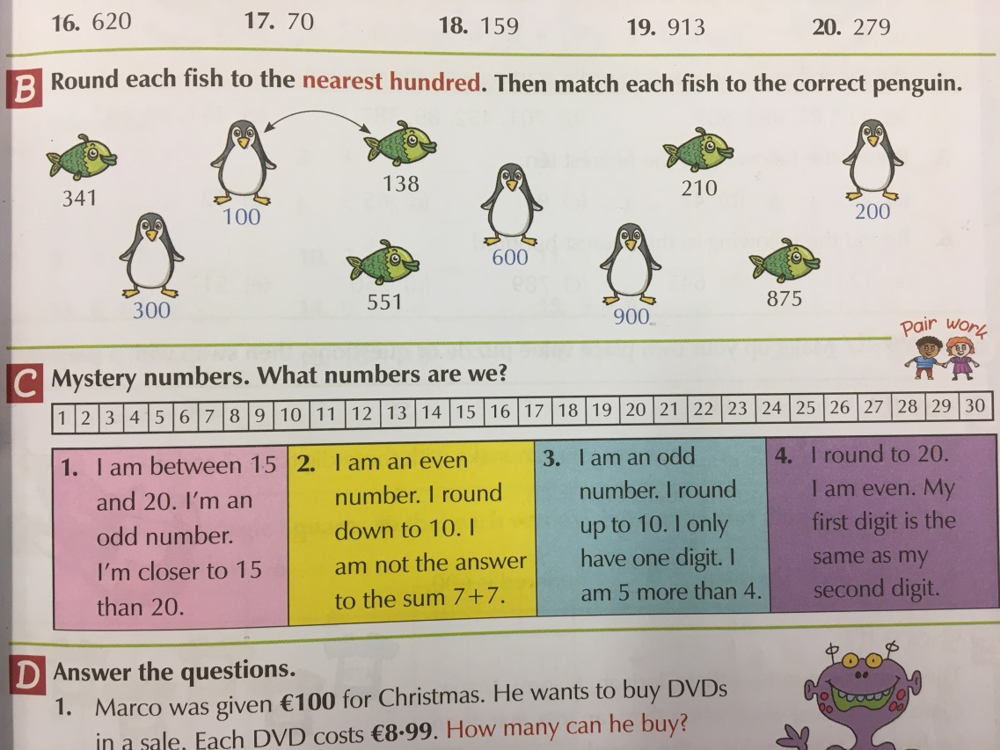 16. 620 17. 70 18. 159 19. 913 20. 279
B Round each fish to the nearest hundred. Then match each fish to the correct penguin.
341
100
138
210
200
300
551
600
900
875
Pair work
C Mystery numbers. What numbers are we?
1 2 3 4 5 6 7 8 9 10 11 12 13 14 15 16 17 18 19 20 21 22 23 24 25 26 27 28 29 30
1. I am between 15
and 20. I'm an
odd number.
I'm closer to 15
than 20.
2. I am an even
number. I round
down to 10. I
am not the answer
to the sum 7+7.
3. I am an odd
number. I round
up to 10. I only
have one digit. I
am 5 more than 4.
4. I round to 20.
I am even. My
first digit is the
same as my
second digit.
D Answer the questions.
1. Marco was given €100 for Christmas. He wants to buy DVDs
in a sale. Each DVD costs €8·99. How many can he buy?